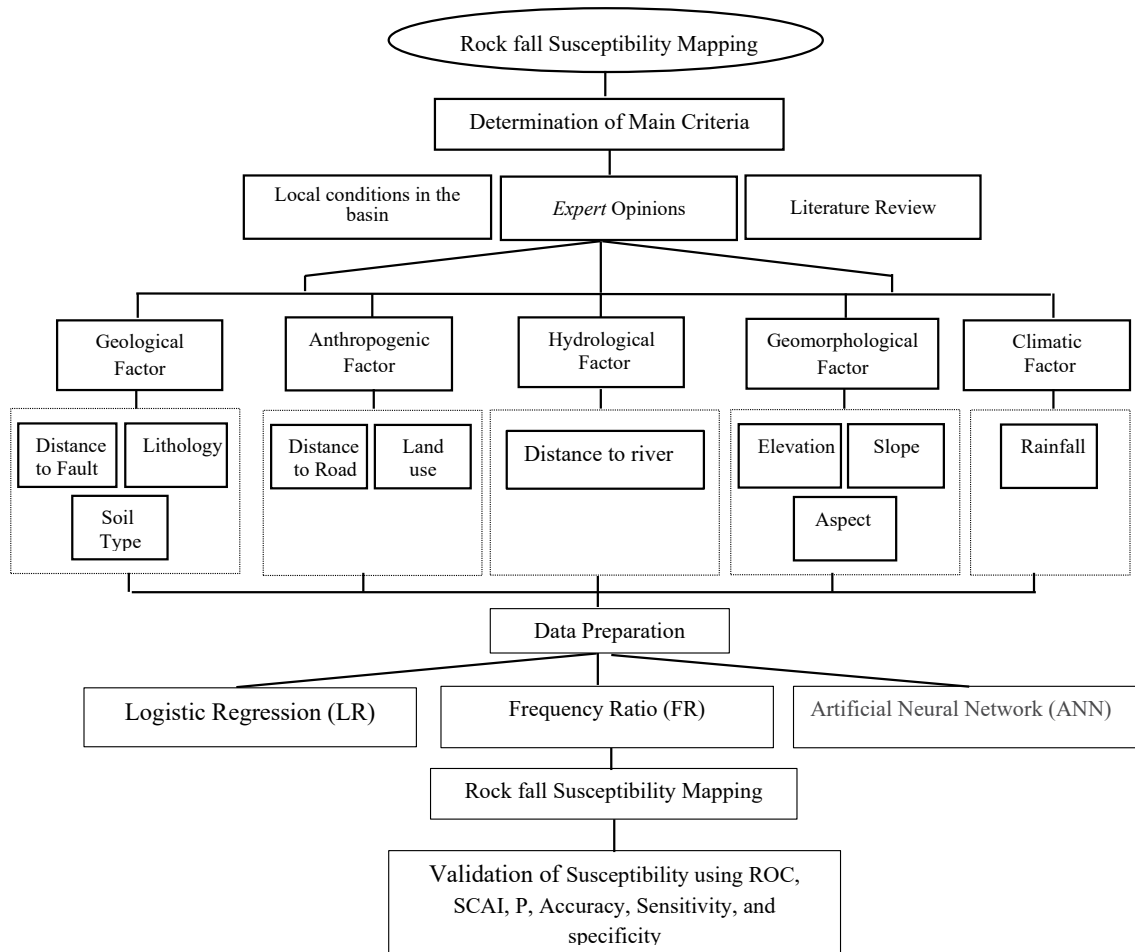 Rock fall Susceptibility Mapping
Determination of Main Criteria
Local conditions in the
basin
Expert Opinions
Literature Review
Geological
Factor
Anthropogenic
Factor
Hydrological
Factor
Geomorphological
Factor
Climatic
Factor
Distance
to Fault
Lithology
Soil
Type
Distance
to Road
Land
use
Distance to river
Elevation
Slope
Aspect
Rainfall
Data Preparation
Logistic Regression (LR)
Frequency Ratio (FR)
Artificial Neural Network (ANN)
Rock fall Susceptibility Mapping
Validation of Susceptibility using ROC,
SCAI, P, Accuracy, Sensitivity, and
specificity